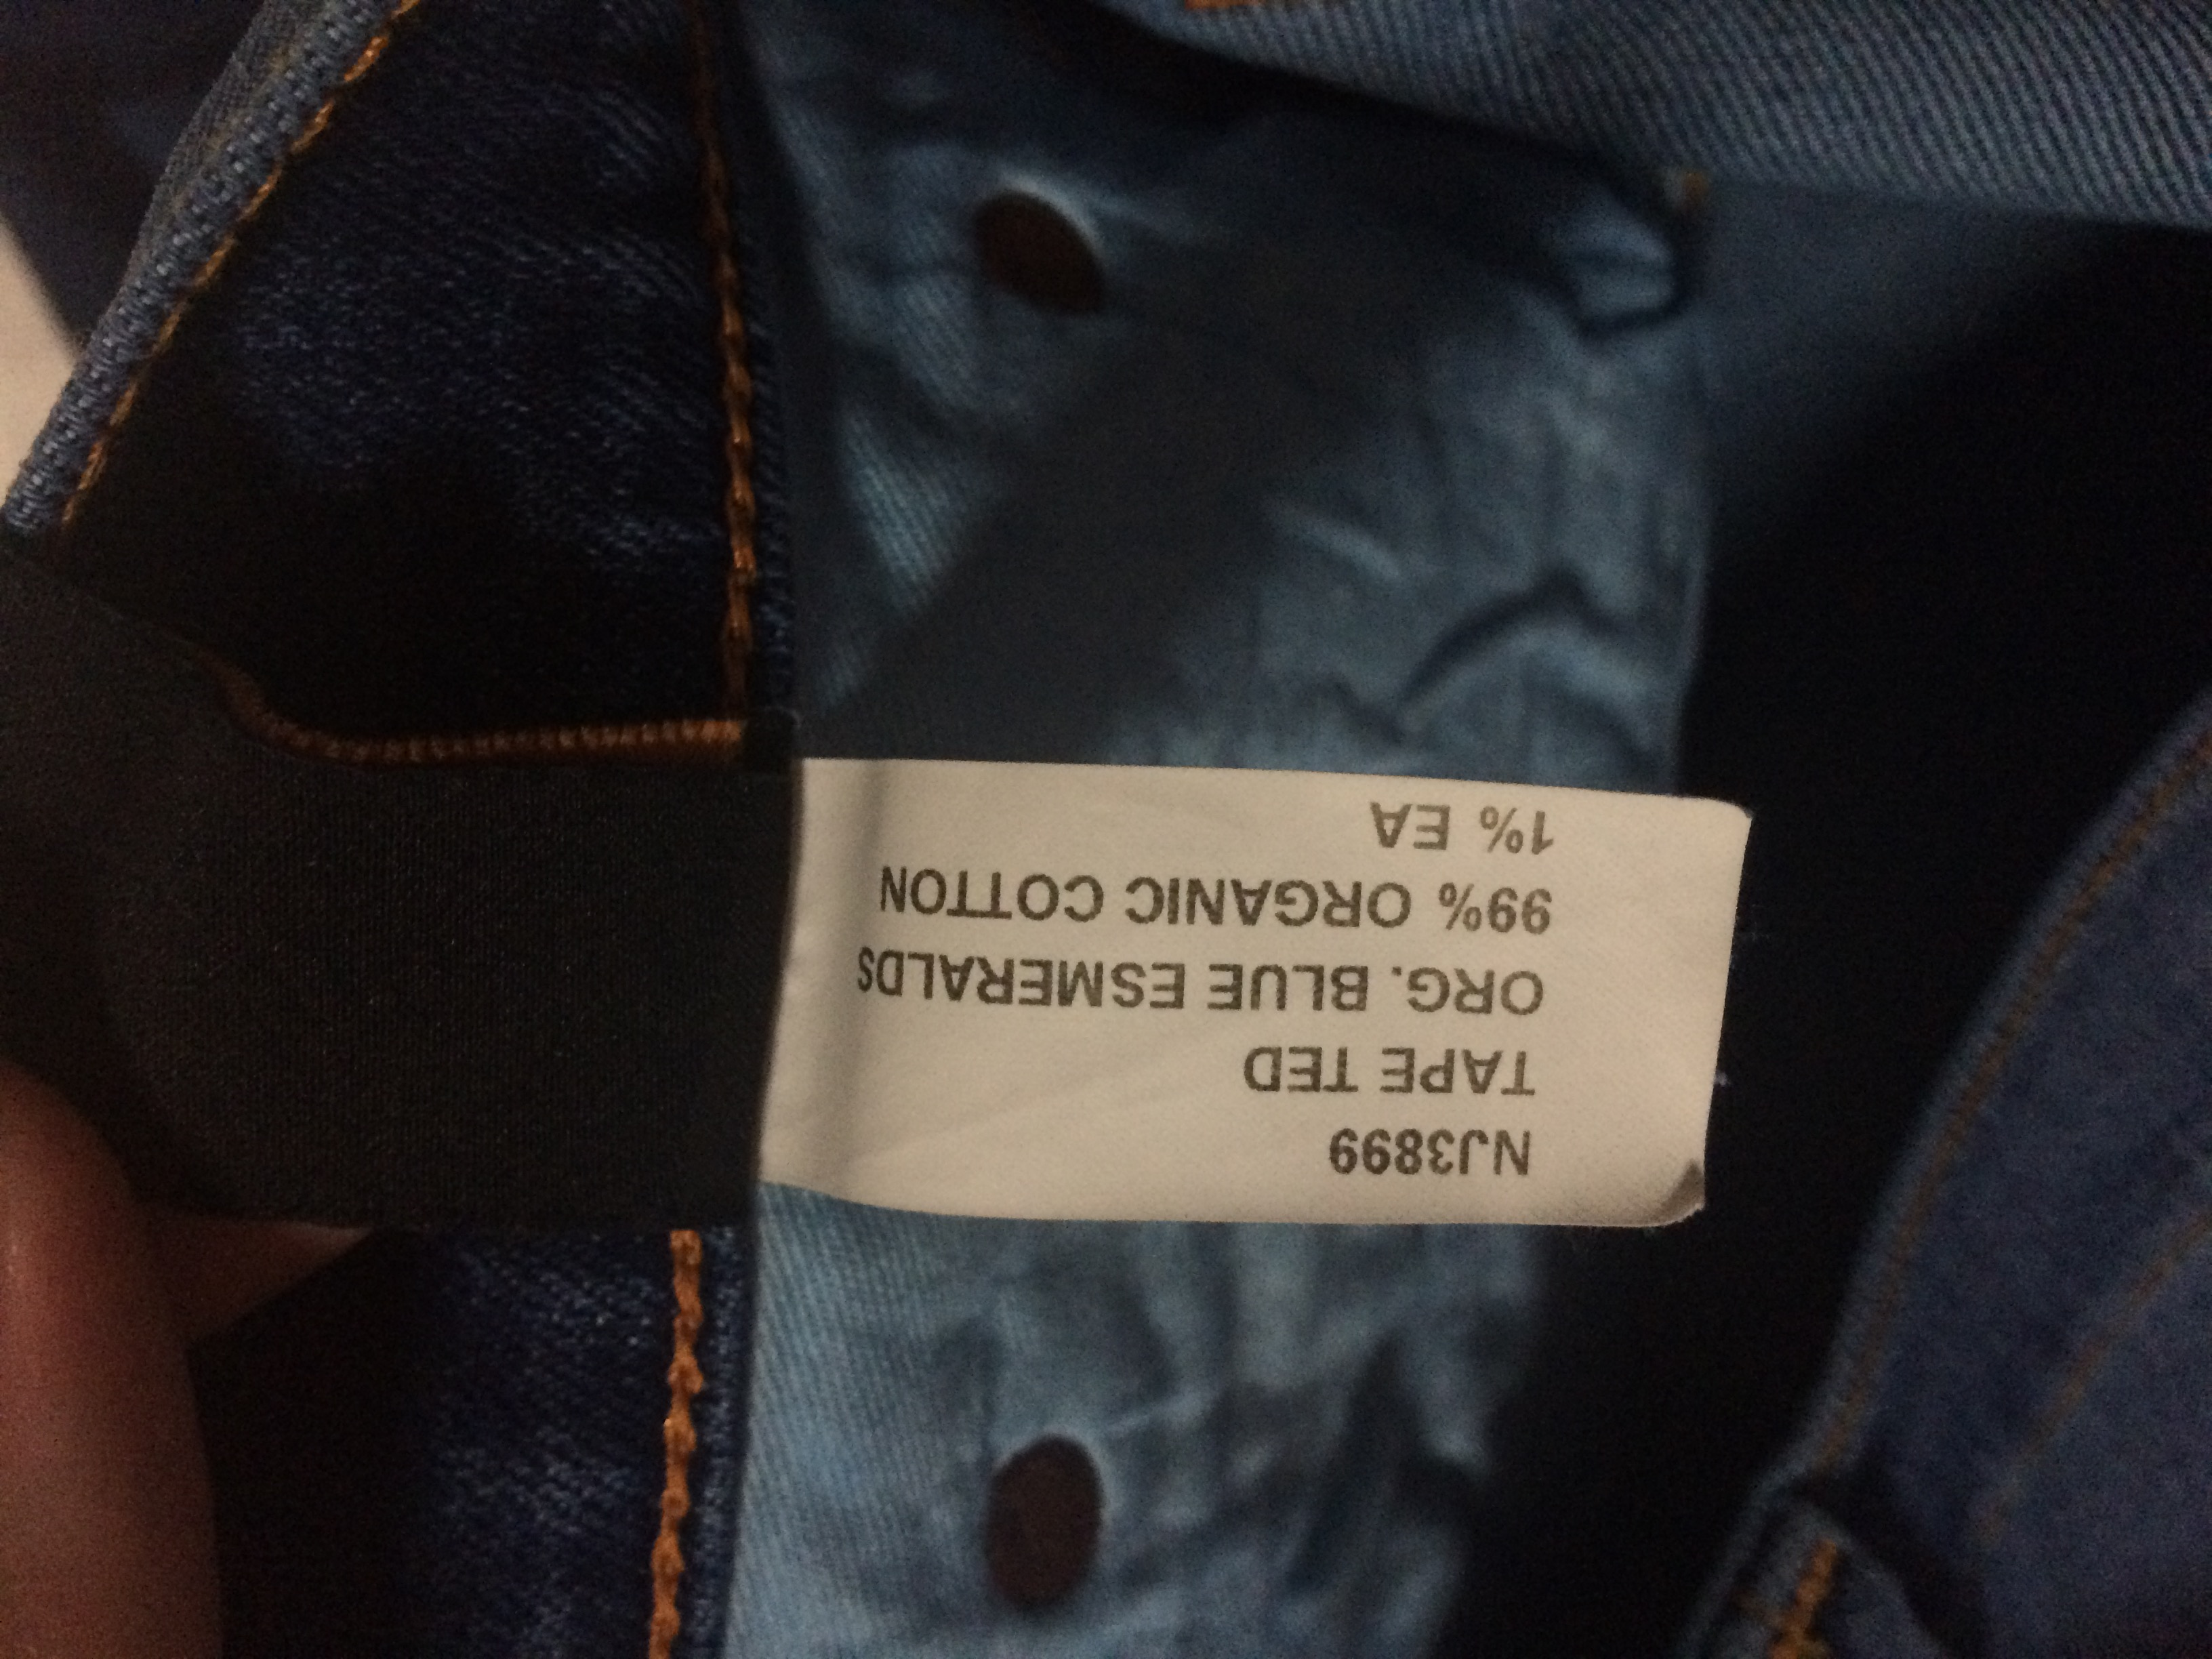 NJ3899
TAPE TED
ORG. BLUE ESMERALDS
99% ORGANIC COTTON
1% EA